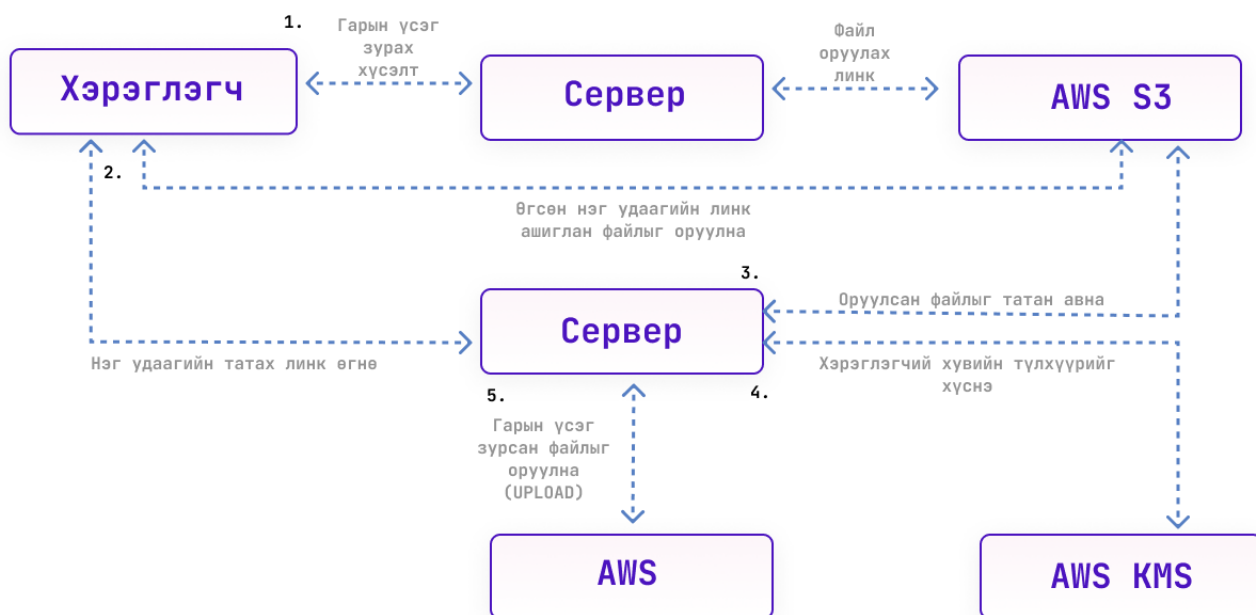 1.
Гарын үсэг
зурах
хүсэлт
Файл
оруулах
линк
Хэрэглэгч
Сервер
AWS S3
2.
Өгсөн нэг удаагийн линк
ашиглан файлыг оруулна
3.
Оруулсан файлыг татан авна
Сервер
Нэг удаагийн татах линк өгнө
Хэрэглэгчий хувийн түлхүүрийг
хүснэ
4.
5.
Гарын үсэг
зурсан файлыг
оруулна
(UPLOAD)
AWS
AWS KMS